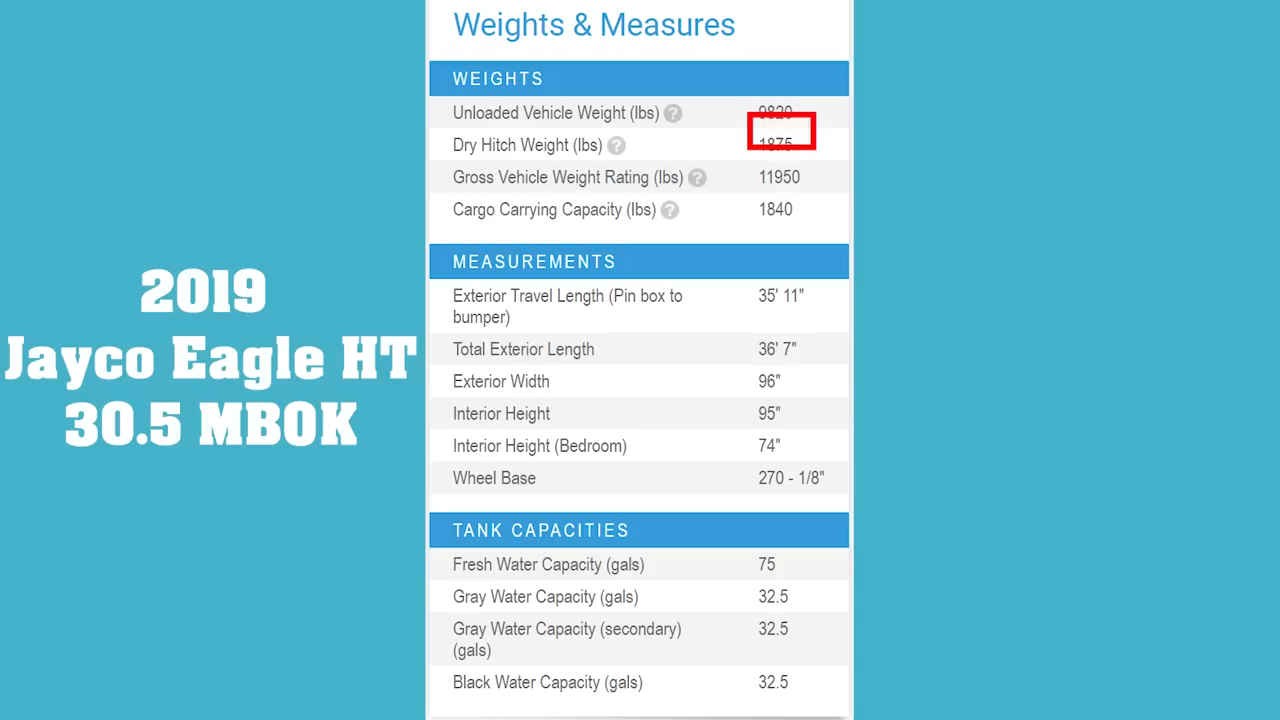 Weights & Measures
WEIGHTS
Unloaded Vehicle Weight (lbs) ? 9820
Dry Hitch Weight (lbs) ? 1875
Gross Vehicle Weight Rating (lbs) ? 11950
Cargo Carrying Capacity (lbs) ? 1840
MEASUREMENTS
Exterior Travel Length (Pin box to 35' 11"
bumper)
Total Exterior Length 36' 7"
Exterior Width 96"
Interior Height 95"
Interior Height (Bedroom) 74"
Wheel Base 270 - 1/8"
TANK CAPACITIES
Fresh Water Capacity (gals) 75
Gray Water Capacity (gals) 32.5
Gray Water Capacity (secondary) 32.5
(gals)
Black Water Capacity (gals) 32.5
2019
Jayco Eagle HT
30.5 MBOK